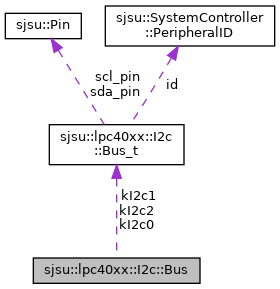 sjsu::Pin
sjsu::SystemController
::PeripheralID
scl_pin
sda_pin
id
sjsu::lpc40xx::I2c
::Bus_t
kI2c1
kI2c2
kI2c0
sjsu::lpc40xx::I2c::Bus